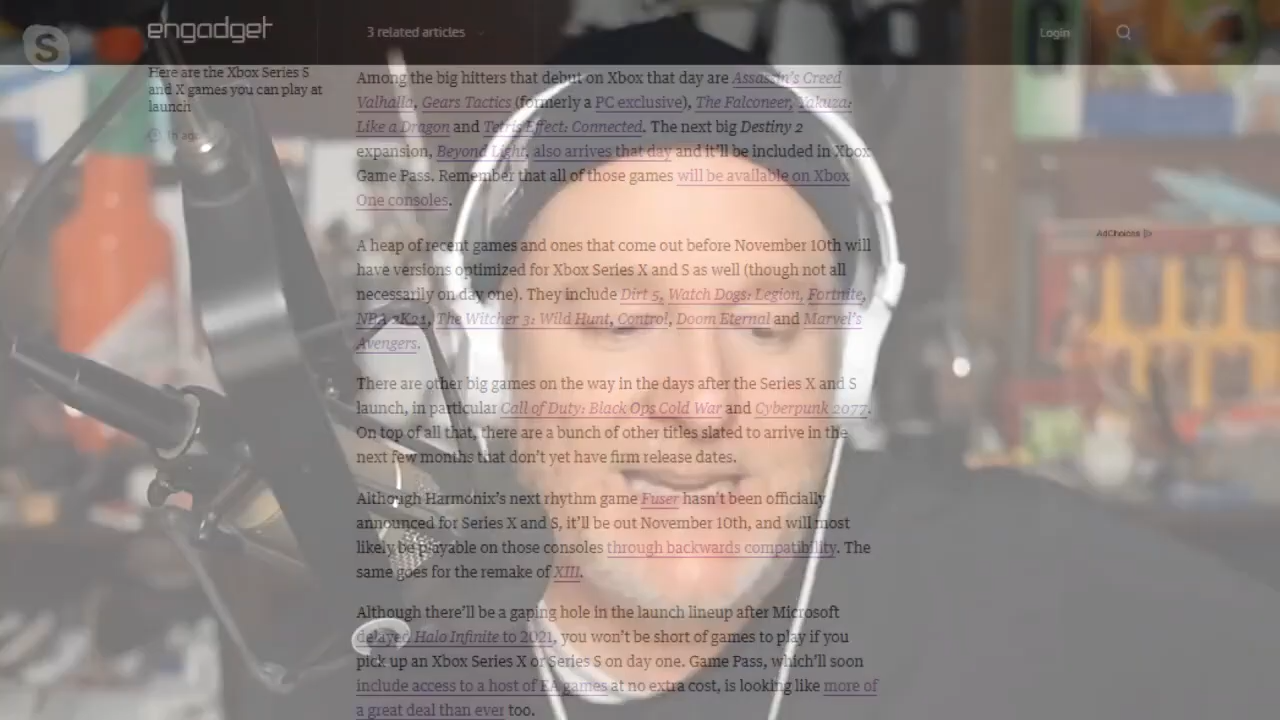 engadget
3 related articles
Login
S
Here are the Xbox Series S
and X games you can play at
launch
1h ago
Among the big hitters that debut on Xbox that day are Assassin's Creed
Valhalla, Gears Tactics (formerly a PC exclusive), The Falconeer, Yakuza:
Like a Dragon and Tetris Effect: Connected. The next big Destiny 2
expansion, Beyond Light, also arrives that day and it'll be included in Xbox
Game Pass. Remember that all of those games will be available on Xbox
One consoles.
A heap of recent games and ones that come out before November 10th will
have versions optimized for Xbox Series X and S as well (though not all
necessarily on day one). They include Dirt 5, Watch Dogs: Legion, Fortnite,
NBA 2K21, The Witcher 3: Wild Hunt, Control, Doom Eternal and Marvel's
Avengers.
There are other big games on the way in the days after the Series X and S
launch, in particular Call of Duty: Black Ops Cold War and Cyberpunk 2077.
On top of all that, there are a bunch of other titles slated to arrive in the
next few months that don't yet have firm release dates.
Although Harmonix's next rhythm game Fuser hasn't been officially
announced for Series X and S, it'll be out November 10th, and will most
likely be playable on those consoles through backwards compatibility. The
same goes for the remake of XIII.
Although there'll be a gaping hole in the launch lineup after Microsoft
delayed Halo Infinite to 2021, you won't be short of games to play if you
pick up an Xbox Series X or Series S on day one. Game Pass, which'll soon
include access to a host of EA games at no extra cost, is looking like more of
a great deal than ever too.
AdChoices